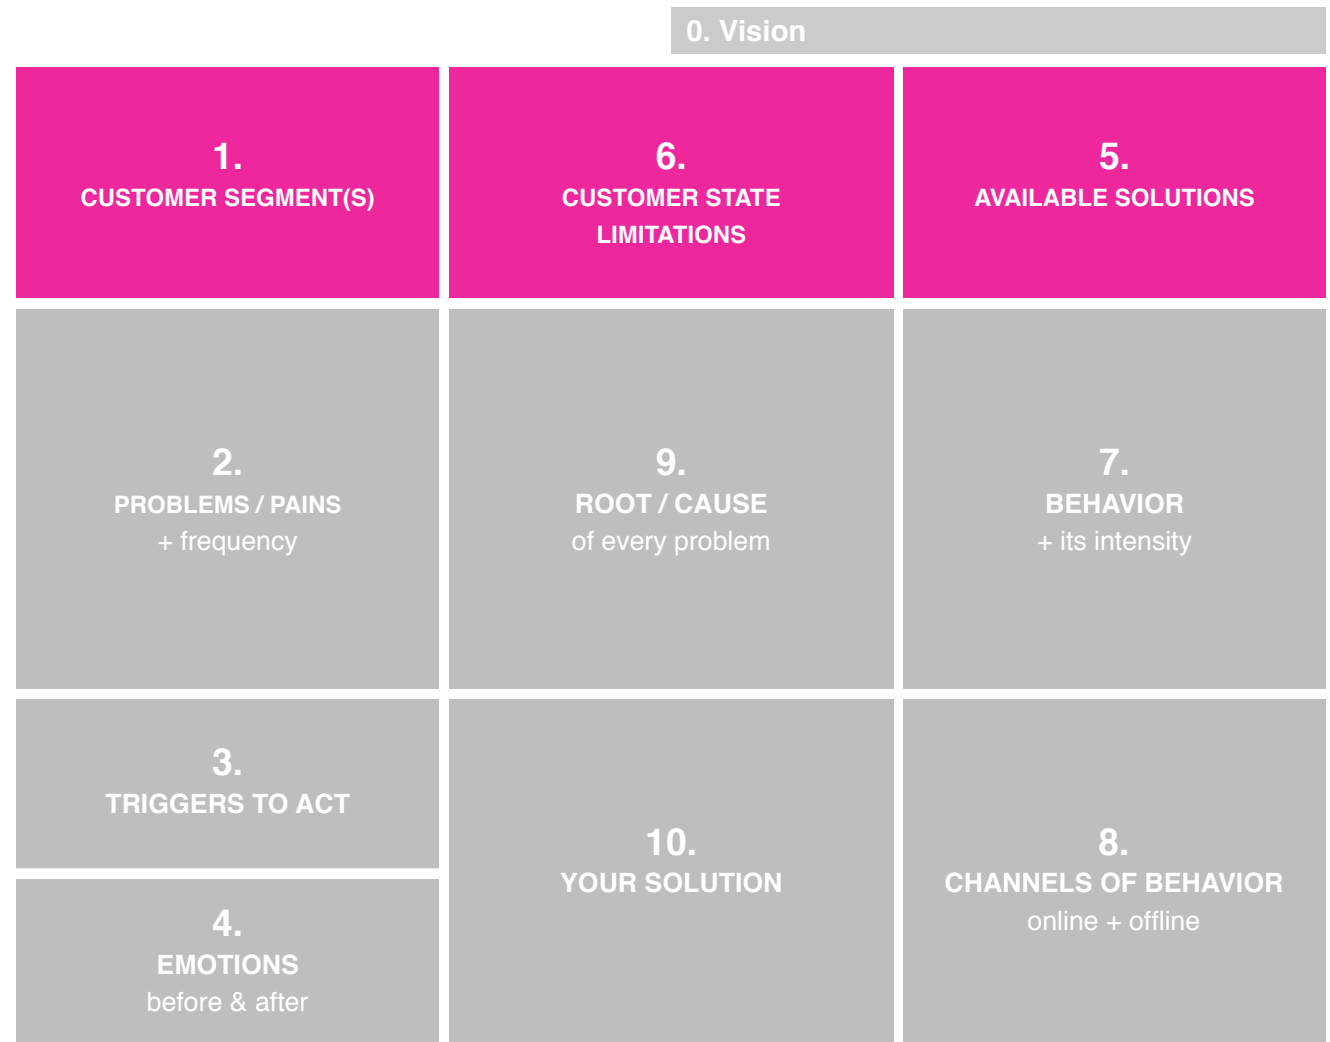 0. Vision
1.
CUSTOMER SEGMENT(S)
6.
CUSTOMER STATE
LIMITATIONS
5.
AVAILABLE SOLUTIONS
2.
PROBLEMS / PAINS
+ frequency
9.
ROOT / CAUSE
of every problem
7.
BEHAVIOR
+ its intensity
3.
TRIGGERS TO ACT
4.
EMOTIONS
before & after
10.
YOUR SOLUTION
8.
CHANNELS OF BEHAVIOR
online + offline